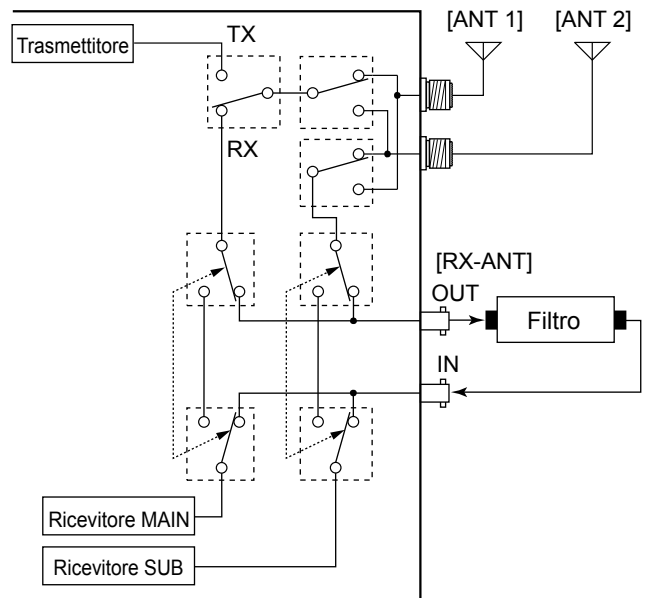 [ANT 1]
[ANT 2]
Trasmettitore
TX
RX
[RX-ANT]
OUT
Filtro
IN
Ricevitore MAIN
Ricevitore SUB